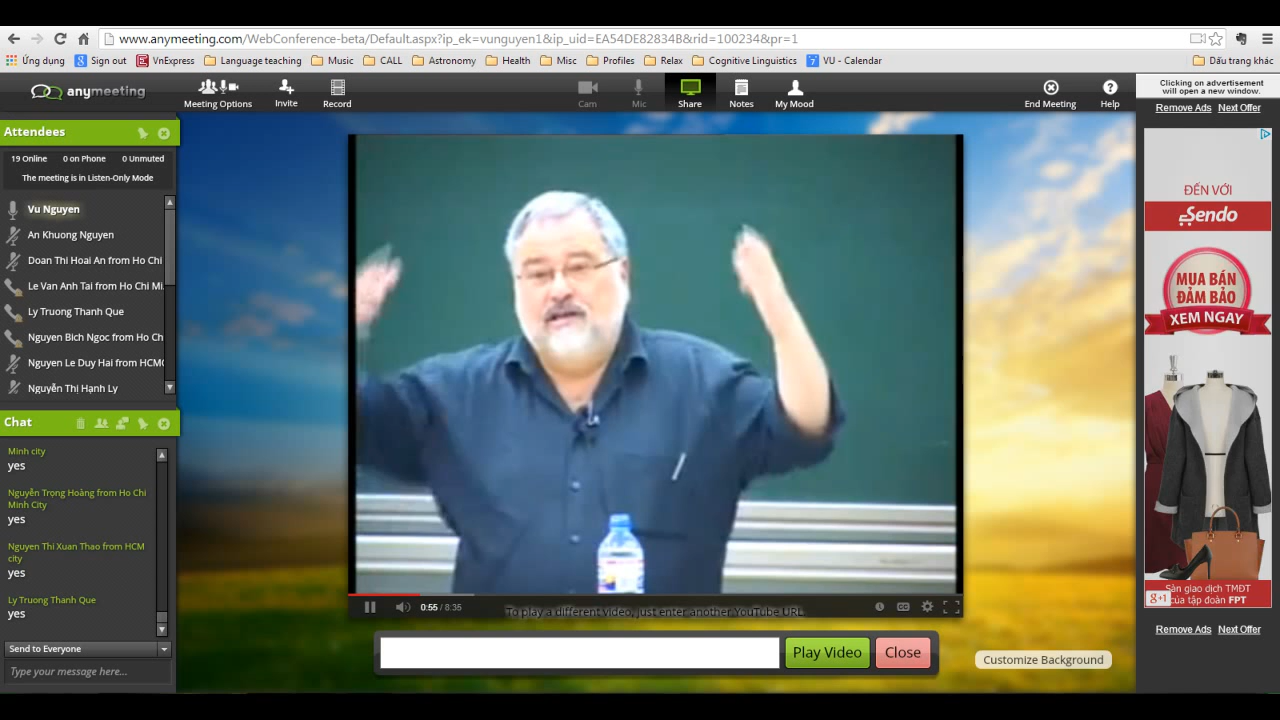 www.anymeeting.com/WebConference-beta/Default.aspx?ip_ek=vunguyen1&ip_uid=EA54DE82834B&rid=100234&pr=1
Ứng dụng Sign out VnExpress Language teaching Music CALL Astronomy Health Misc Profiles Relax Cognitive Linguistics VU - Calendar Dấu trang khác
anymeeting Meeting Options Invite Record Cam Mic Share Notes My Mood End Meeting Help
Clicking on advertisement
will open a new window.
Remove Ads Next Offer
Attendees
19 Online 0 on Phone 0 Unmuted
The meeting is in Listen-Only Mode
Vu Nguyen
An Khuong Nguyen
Doan Thi Hoai An from Ho Chi
Le Van Anh Tai from Ho Chi Mi
Ly Truong Thanh Que
Nguyen Bich Ngoc from Ho Ch
Nguyen Le Duy Hai from HCMC
Nguyễn Thị Hạnh Ly
Chat
Minh city
yes
Nguyễn Trọng Hoàng from Ho Chi
Minh City
yes
Nguyen Thi Xuan Thao from HCM
city
yes
Ly Truong Thanh Que
yes
Send to Everyone
Type your message here...
0:55 / 8:35
To play a different video, just enter another YouTube URL
Play Video Close
Customize Background
ĐẾN VỚI
Sendo
MUA BÁN
ĐẢM BẢO
XEM NGAY
Sàn giao dịch TMĐT
của tập đoàn FPT
g+1
Remove Ads Next Offer